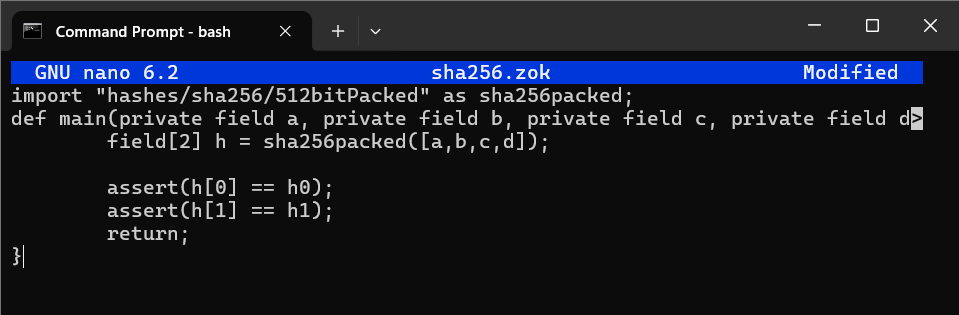 Command Prompt - bash
GNU nano 6.2 sha256.zok Modified
import "hashes/sha256/512bitPacked" as sha256packed;
def main(private field a, private field b, private field c, private field d>
field[2] h = sha256packed([a,b,c,d]);
assert(h[0] == h0);
assert(h[1] == h1);
return;
}